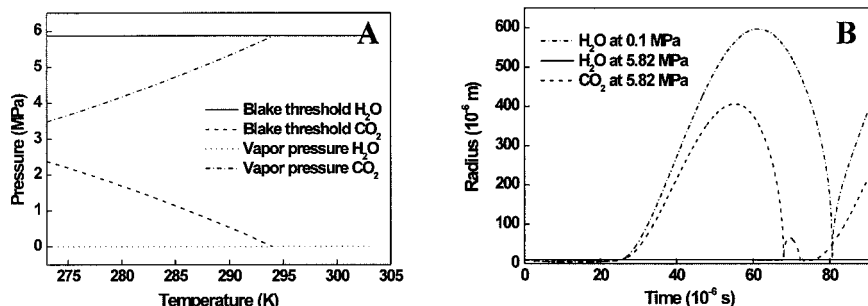 A
6
5
4
3
2
1
0
Pressure (MPa)
Blake threshold H2O
Blake threshold CO2
Vapor pressure H2O
Vapor pressure CO2
275 280 285 290 295 300 305
Temperature (K)
B
600
500
400
300
200
100
0
Radius (10-6 m)
H2O at 0.1 MPa
H2O at 5.82 MPa
CO2 at 5.82 MPa
0 20 40 60 80
Time (10-6 s)